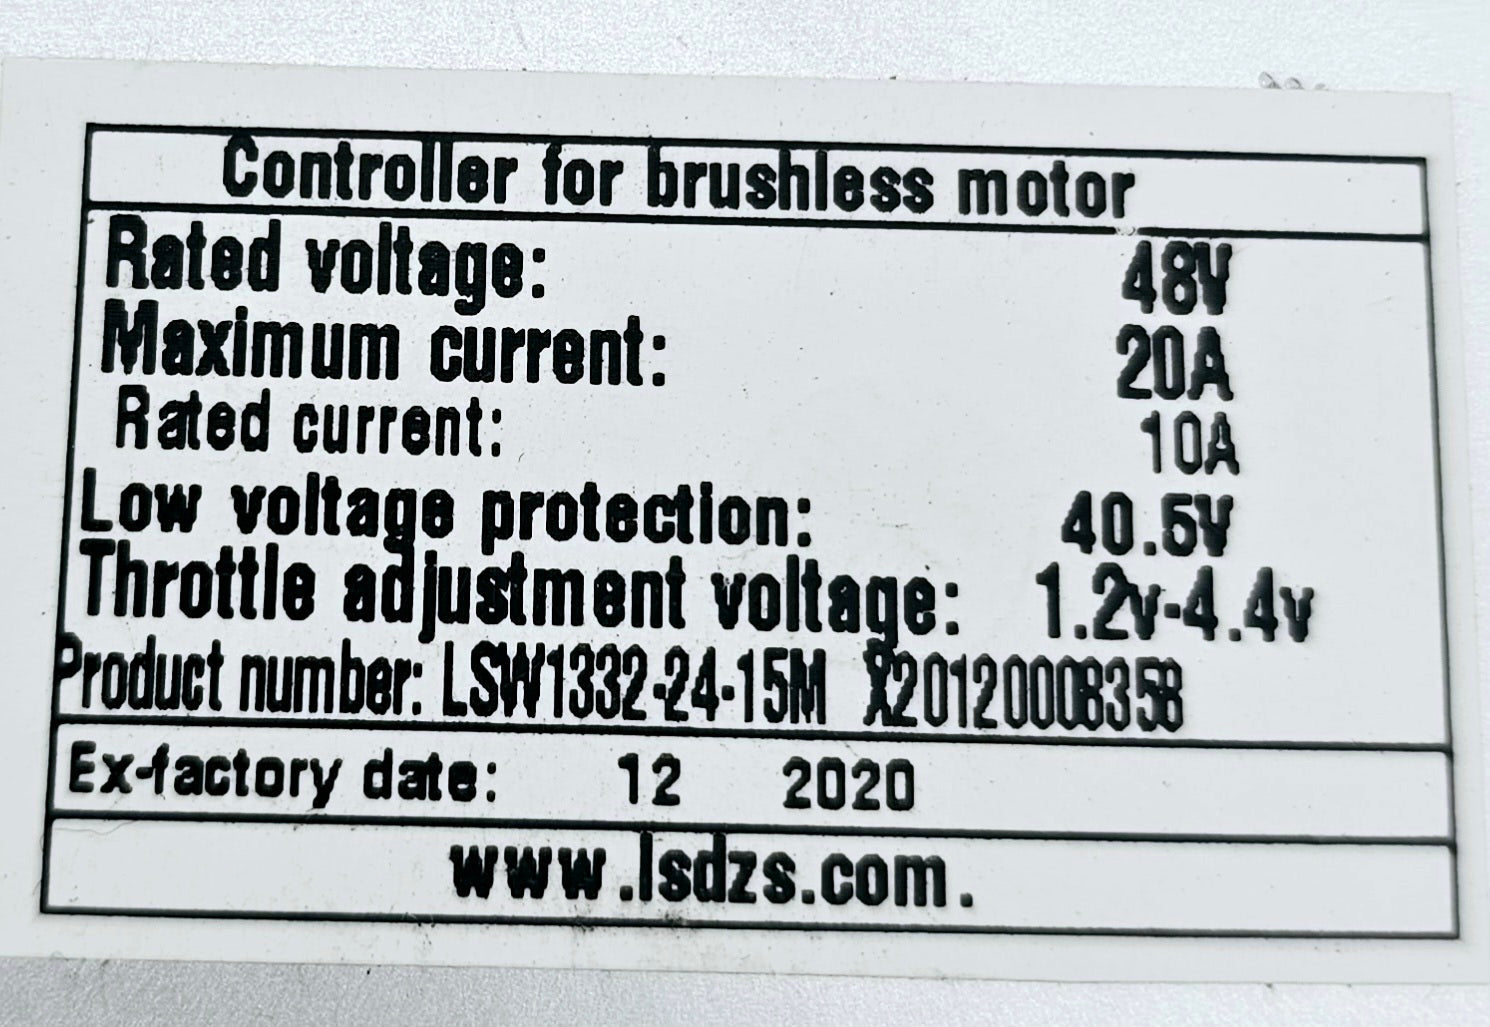 Controller for brushless motor
Rated voltage: 48V
Maximum current: 20A
Rated current: 10A
Low voltage protection: 40.5V
Throttle adjustment voltage: 1.2v-4.4v
Product number: LSW1332-24-15M X20120008358
Ex-factory date: 12 2020
www.lsdzs.com.